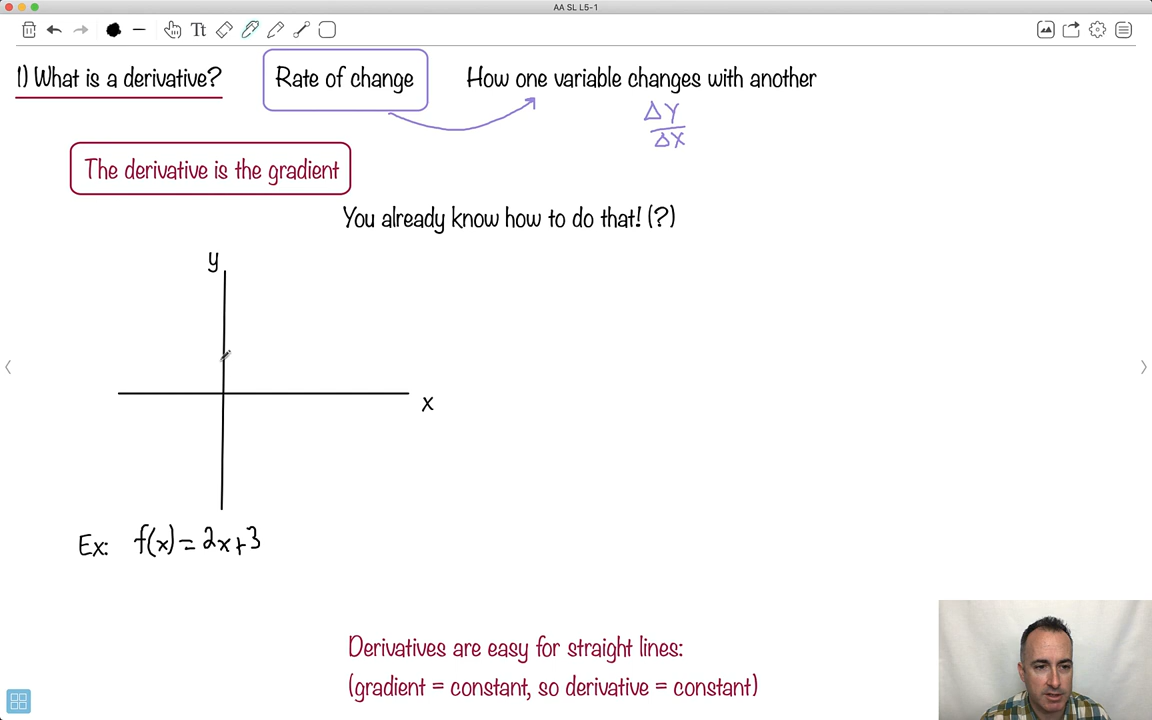 AA SL L5-1
Tt
1) What is a derivative? Rate of change How one variable changes with another
ΔY
ΔX
The derivative is the gradient
You already know how to do that! (?)
y
x
Ex: f(x)=2x+3
Derivatives are easy for straight lines:
(gradient = constant, so derivative = constant)